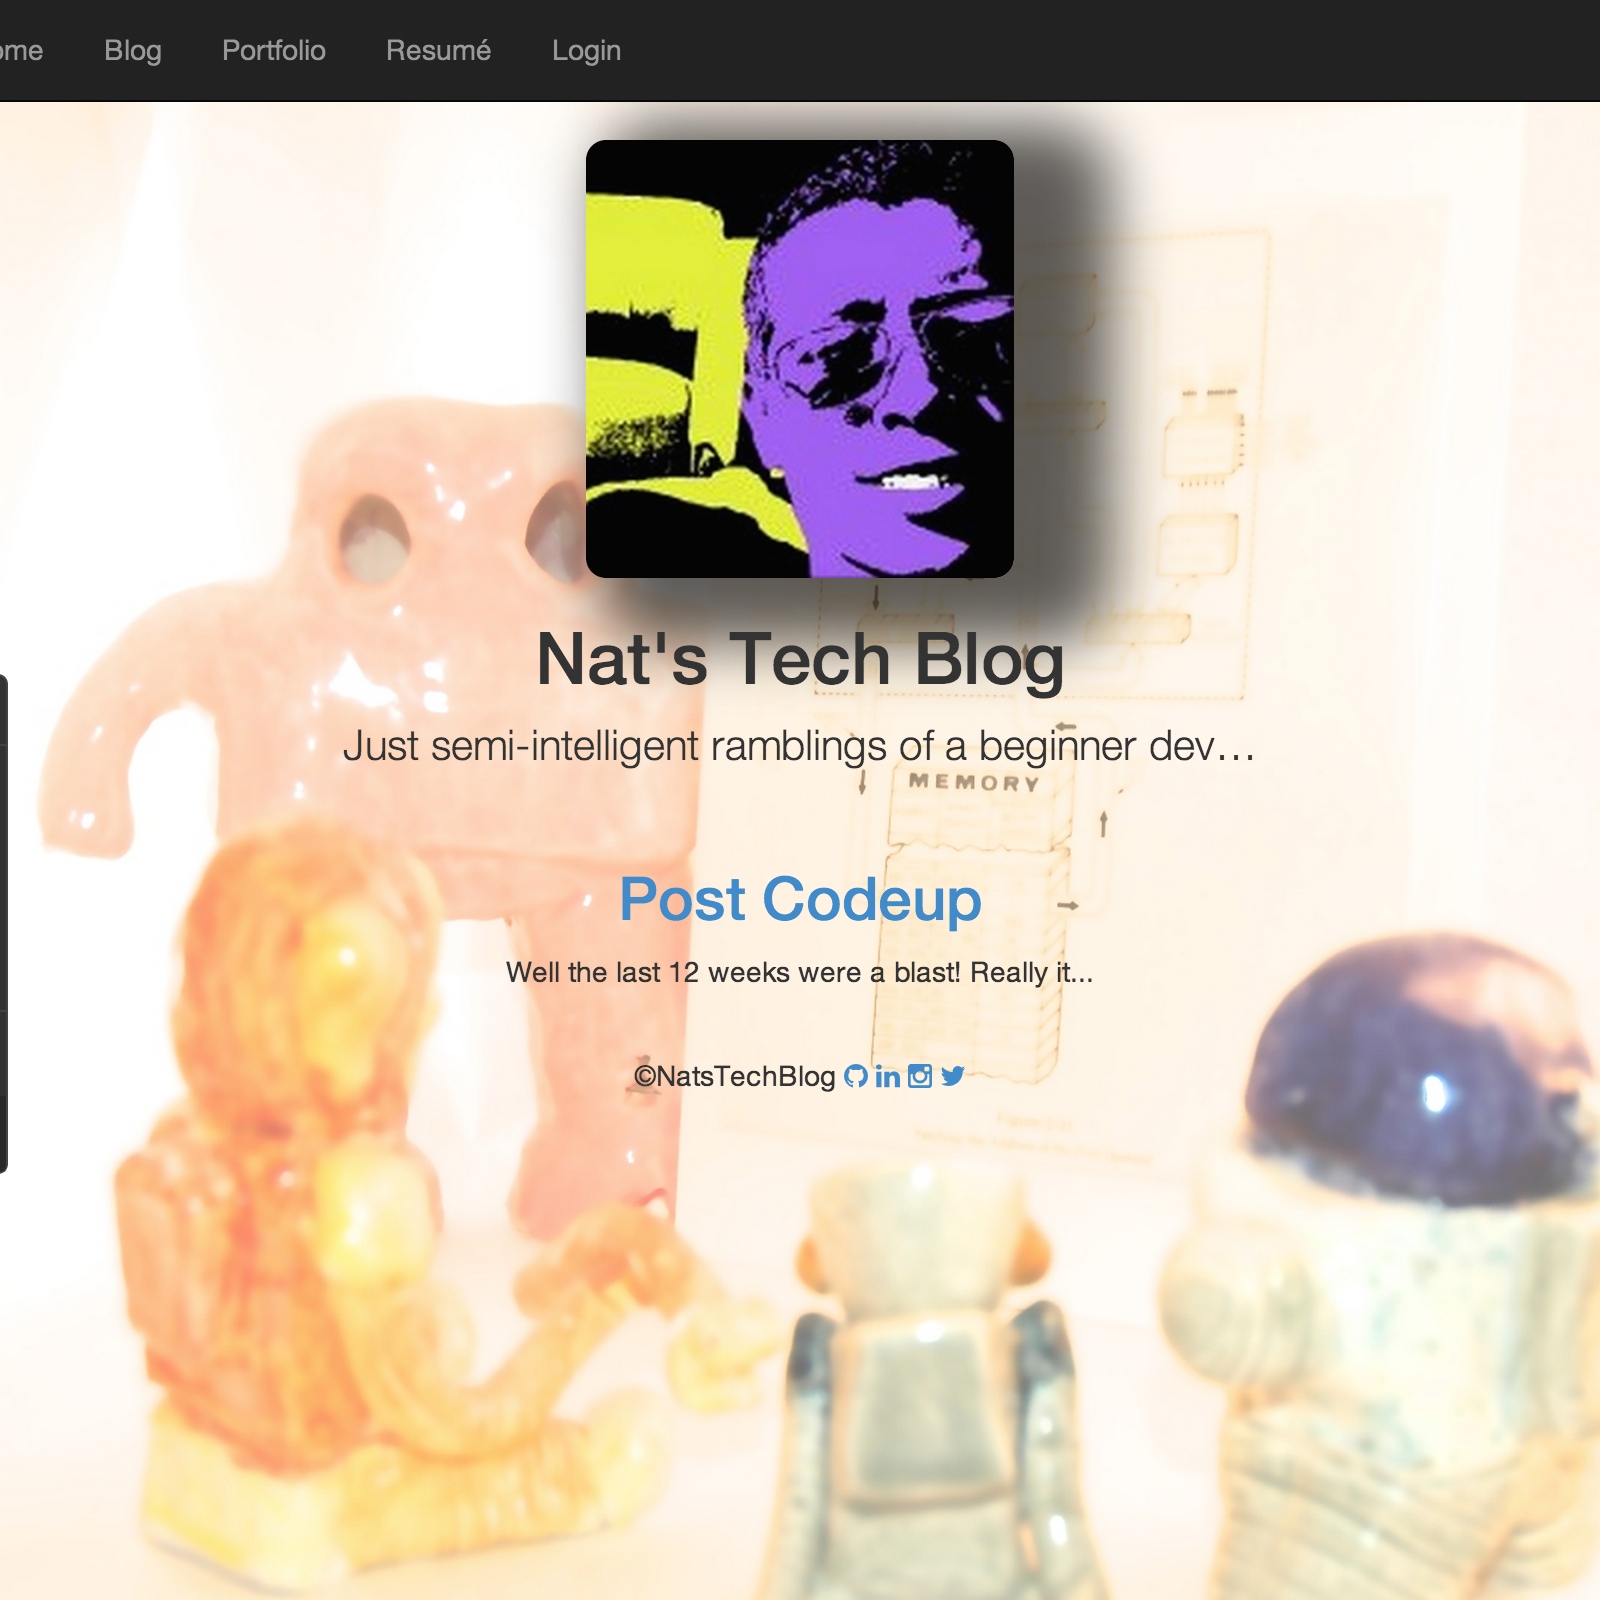 ome Blog Portfolio Resumé Login
Nat's Tech Blog
Just semi-intelligent ramblings of a beginner dev...
MEMORY
Post Codeup
Well the last 12 weeks were a blast! Really it...
©NatsTechBlog